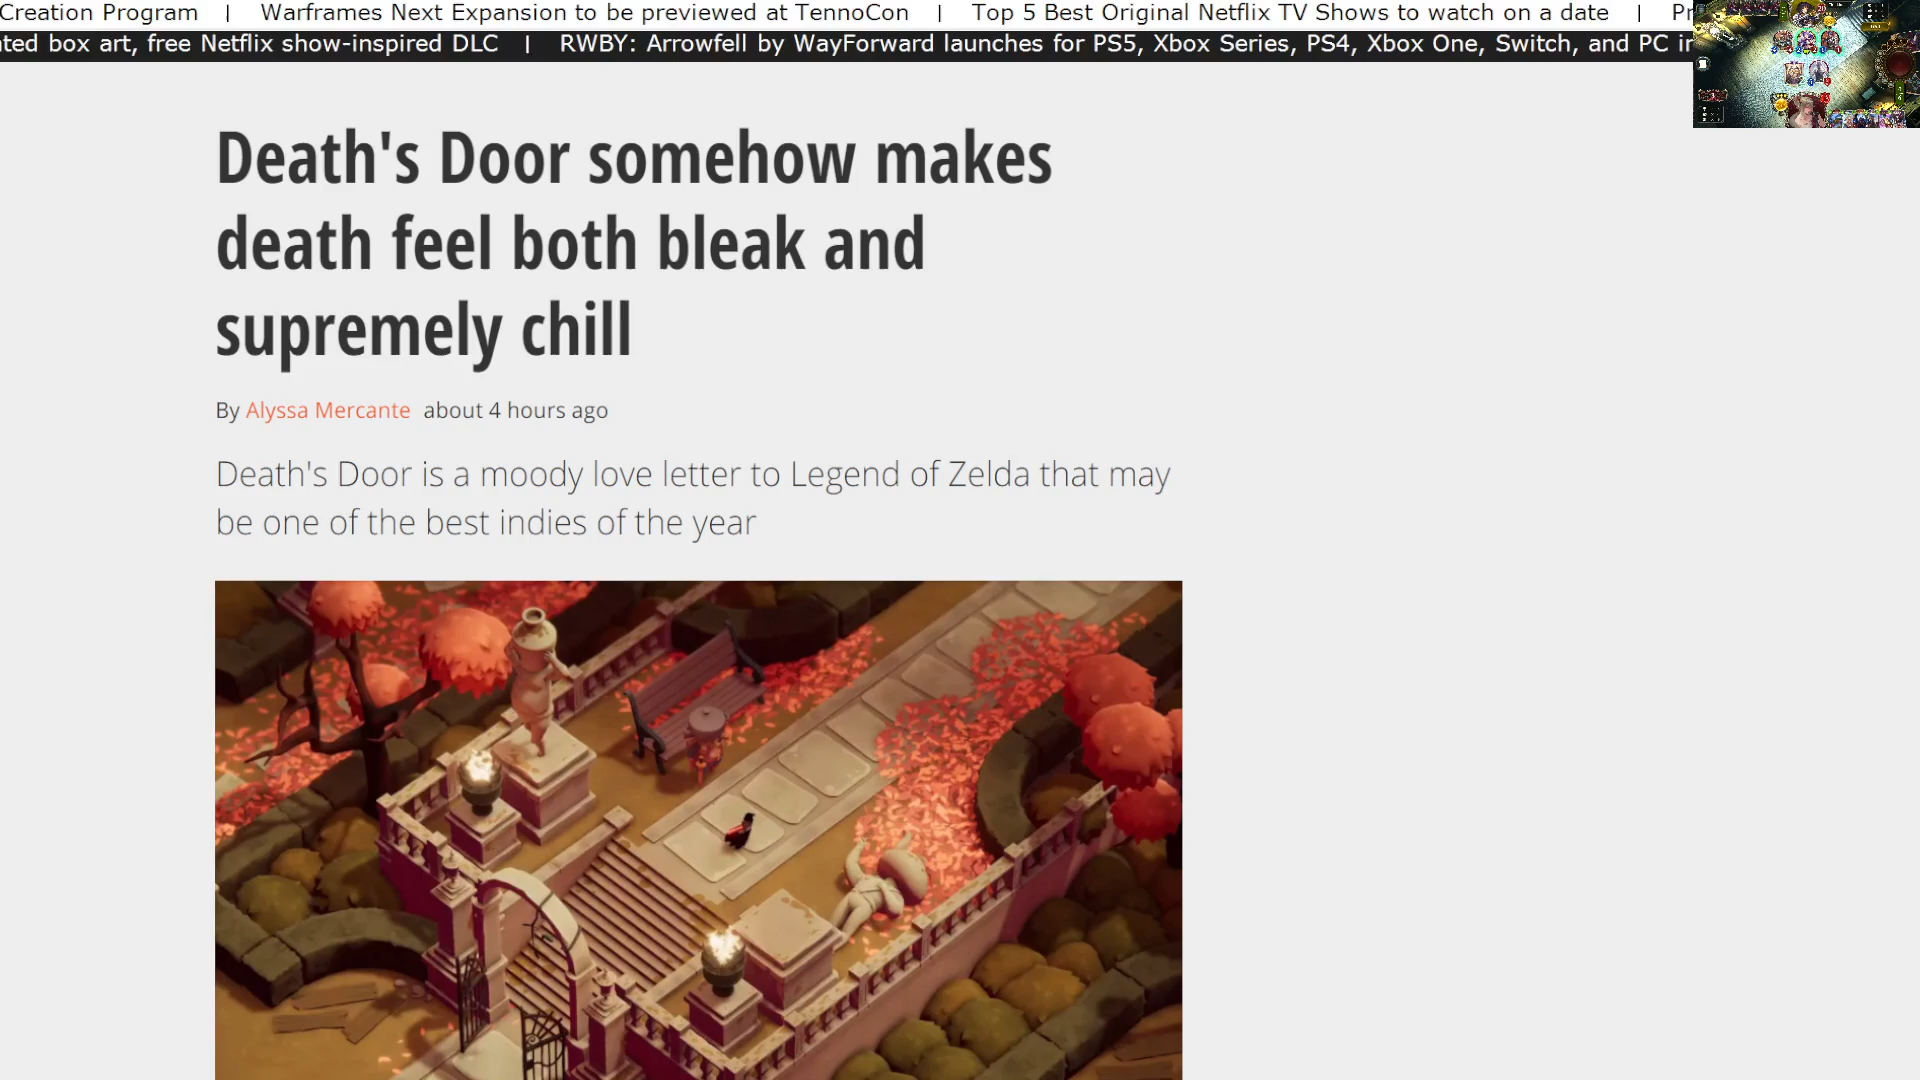 Creation Program | Warframes Next Expansion to be previewed at TennoCon | Top 5 Best Original Netflix TV Shows to watch on a date |
ted box art, free Netflix show-inspired DLC | RWBY: Arrowfell by WayForward launches for PS5, Xbox Series, PS4, Xbox One, Switch, and PC
Death's Door somehow makes
death feel both bleak and
supremely chill
By Alyssa Mercante about 4 hours ago
Death's Door is a moody love letter to Legend of Zelda that may
be one of the best indies of the year